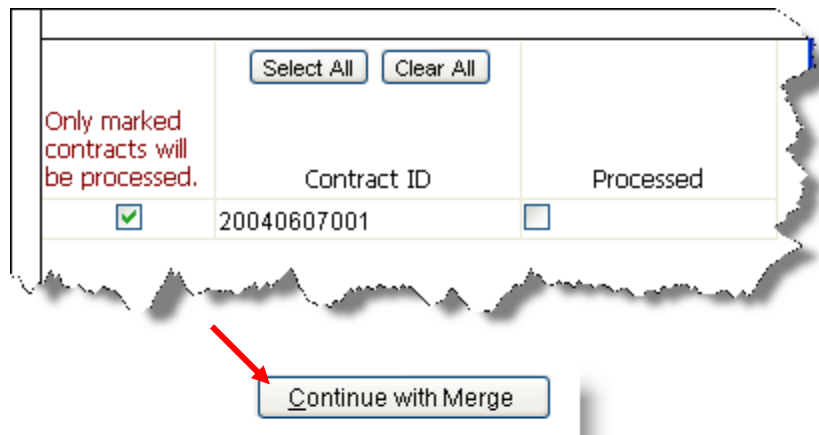 Select All Clear All
Only marked
contracts will
be processed.
Contract ID Processed
20040607001
Continue with Merge